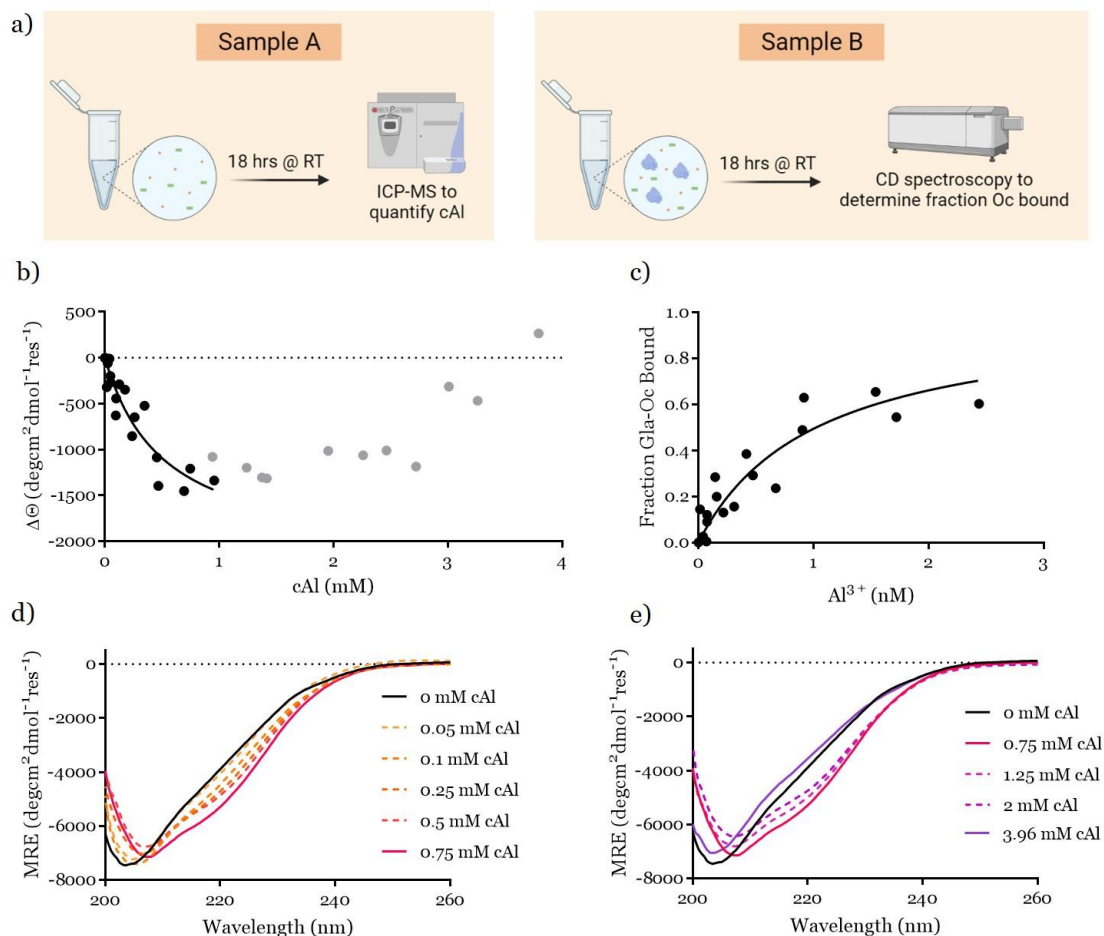 a)
Sample A
18 hrs @ RT
ICP-MS to
quantify cAl
Sample B
18 hrs @ RT
CD spectroscopy to
determine fraction Oc bound
b)
500
0
-500
-1000
-1500
-2000
ΔΘ (degcm²dmol⁻¹res⁻¹)
0
1
2
3
4
cAl (mM)
c)
1.0
0.8
0.6
0.4
0.2
0.0
Fraction Gla-Oc Bound
0
1
2
3
Al³⁺ (nM)
d)
0
-2000
-4000
-6000
-8000
MRE (degcm²dmol⁻¹res⁻¹)
200
220
240
260
Wavelength (nm)
0 mM cAl
0.05 mM cAl
0.1 mM cAl
0.25 mM cAl
0.5 mM cAl
0.75 mM cAl
e)
0
-2000
-4000
-6000
-8000
MRE (degcm²dmol⁻¹res⁻¹)
200
220
240
260
Wavelength (nm)
0 mM cAl
0.75 mM cAl
1.25 mM cAl
2 mM cAl
3.96 mM cAl